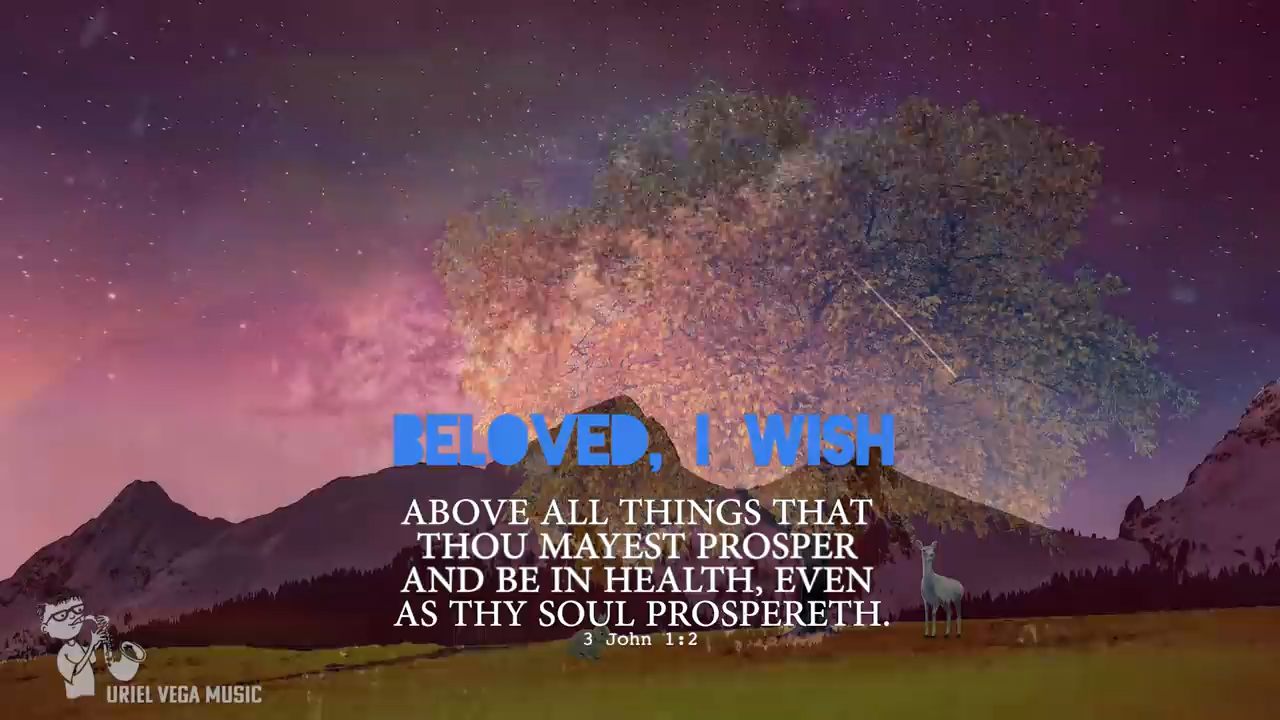 BELOVED, I WISH
ABOVE ALL THINGS THAT
THOU MAYEST PROSPER
AND BE IN HEALTH, EVEN
AS THY SOUL PROSPERETH.
3 John 1:2
URIEL VEGA MUSIC